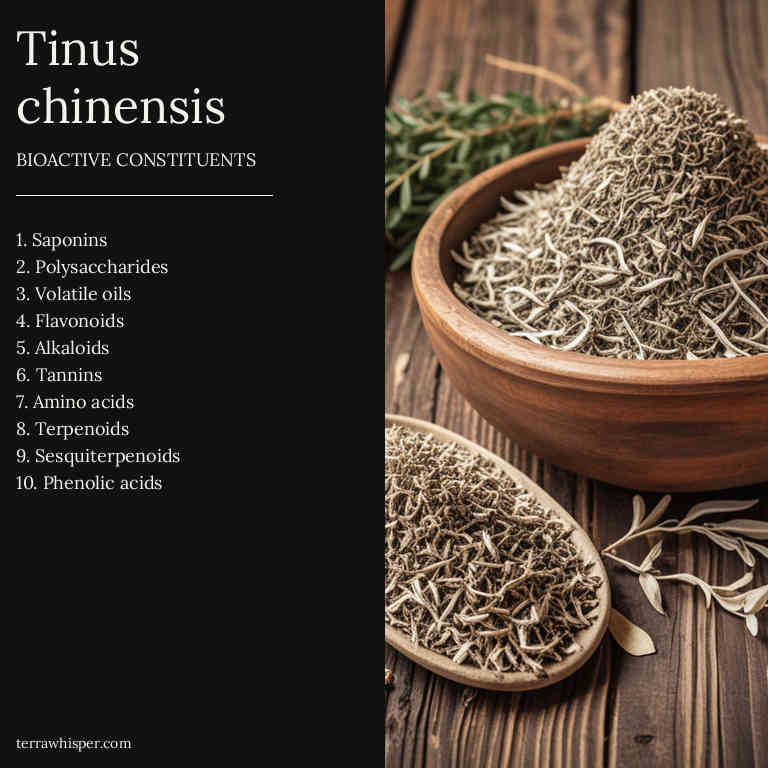 Tinus
chinensis
BIOACTIVE CONSTITUENTS
1. Saponins
2. Polysaccharides
3. Volatile oils
4. Flavonoids
5. Alkaloids
6. Tannins
7. Amino acids
8. Terpenoids
9. Sesquiterpenoids
10. Phenolic acids
terrawhisper.com